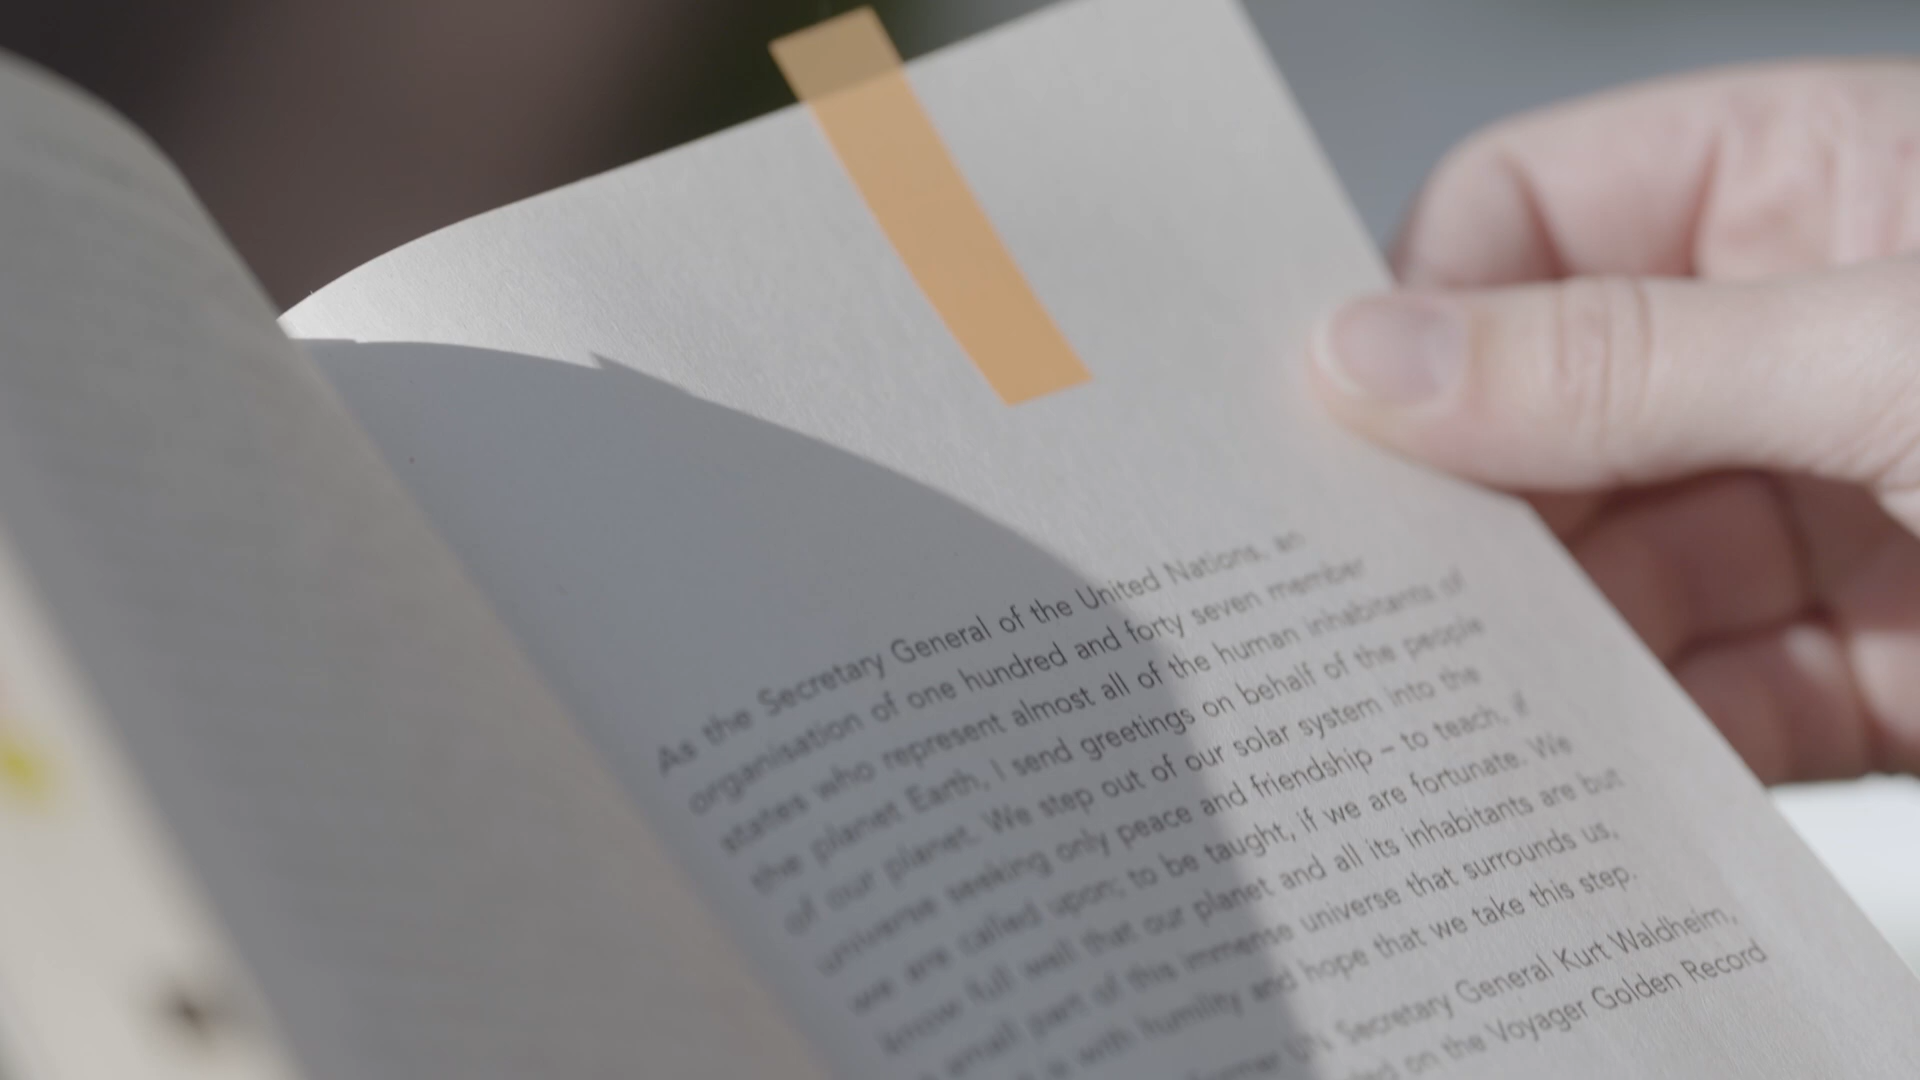 As the Secretary General of the United Nations, an
organisation of one hundred and forty seven member
states who represent almost all of the human inhabitants of
the planet Earth, I send greetings on behalf of the people
of our planet. We step out of our solar system into the
universe seeking only peace and friendship – to teach, if
we are called upon; to be taught, if we are fortunate. We
know full well that our planet and all its inhabitants are but
small part of this immense universe that surrounds us,
with humility and hope that we take this step.
UN Secretary General Kurt Waldheim,
on the Voyager Golden Record